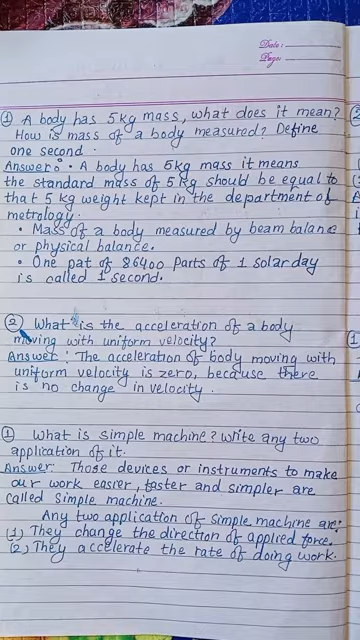 Date:
Page:
① A body has 5kg mass, what does it mean?
How is mass of a body measured? Define
one second.
Answer: • A body has 5kg mass it means
the standard mass of 5 kg should be equal to
that 5 kg weight kept in the department of
metrology.
• Mass of a body measured by beam balance
or physical balance.
• One pat of 86400 parts of 1 solar day
is called 1 second.
② What is the acceleration of a body
moving with uniform velocity?
Answer: The acceleration of body moving with
uniform velocity is zero, because there
is no change in velocity.
① What is simple machine? Write any two
application of it.
Answer: Those devices or instruments to make
our work easier, faster and simpler are
called simple machine.
Any two application of simple machine are:
(1) They change the direction of applied force.
(2) They accelerate the rate of doing work.